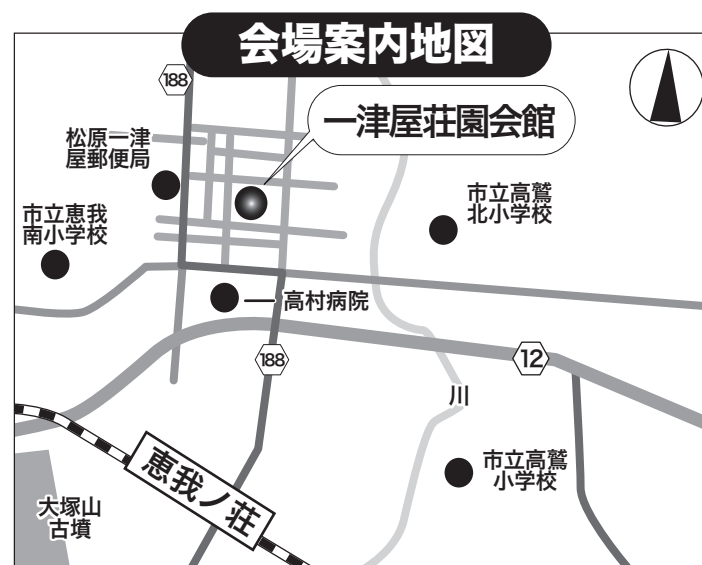 会場案内地図
188
一津屋荘園会館
松原一津
屋郵便局
市立高鷲
北小学校
市立恵我
南小学校
高村病院
188
12
川
市立高鷲
小学校
恵我ノ荘
大塚山
古墳